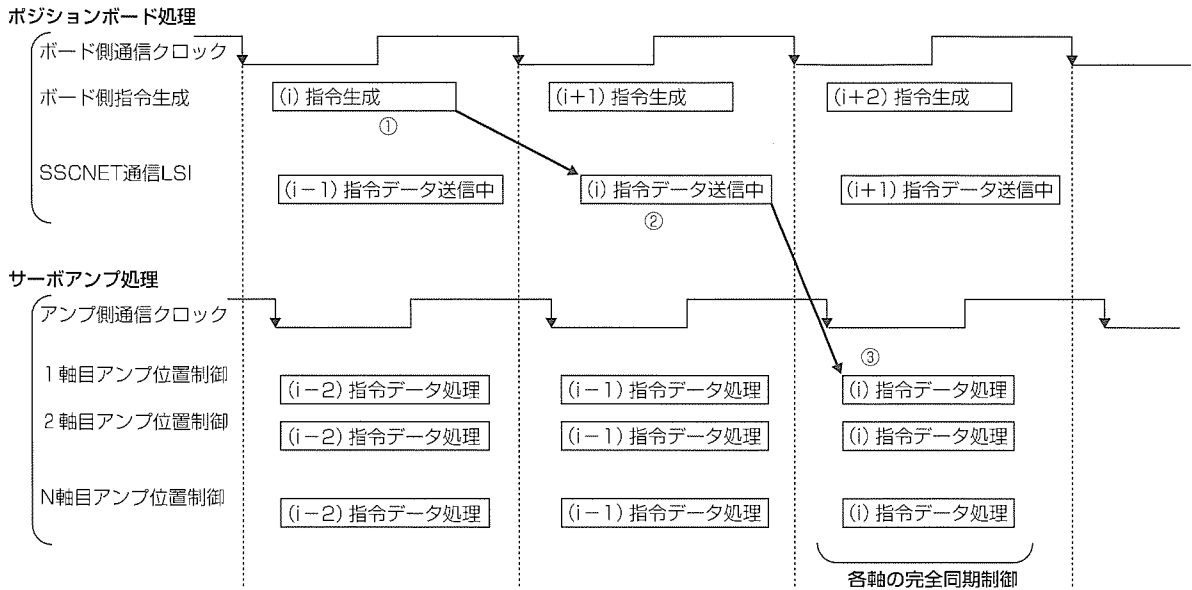 ポジションボード処理
ボード側通信クロック
ボード側指令生成
(i) 指令生成
(i+1) 指令生成
(i+2) 指令生成
①
SSCNET通信LSI
(i-1) 指令データ送信中
(i) 指令データ送信中
(i+1) 指令データ送信中
②
サーボアンプ処理
アンプ側通信クロック
③
1軸目アンプ位置制御
(i-2) 指令データ処理
(i-1) 指令データ処理
(i) 指令データ処理
2軸目アンプ位置制御
(i-2) 指令データ処理
(i-1) 指令データ処理
(i) 指令データ処理
N軸目アンプ位置制御
(i-2) 指令データ処理
(i-1) 指令データ処理
(i) 指令データ処理
各軸の完全同期制御